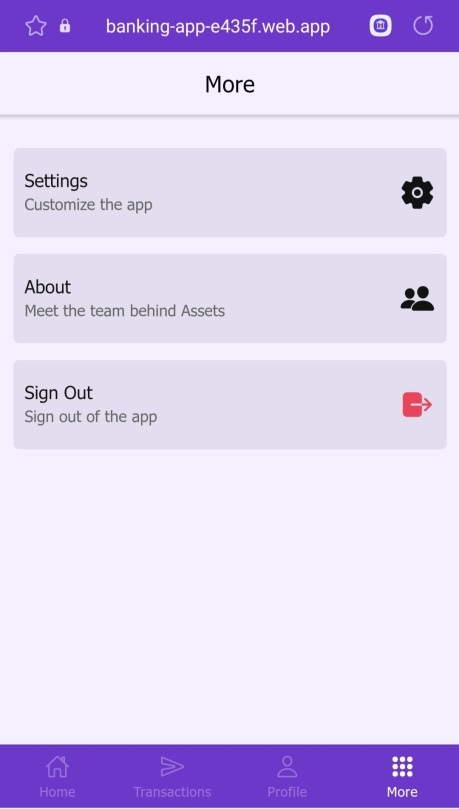 banking-app-e435f.web.app
More
Settings
Customize the app
About
Meet the team behind Assets
Sign Out
Sign out of the app
Home
Transactions
Profile
More